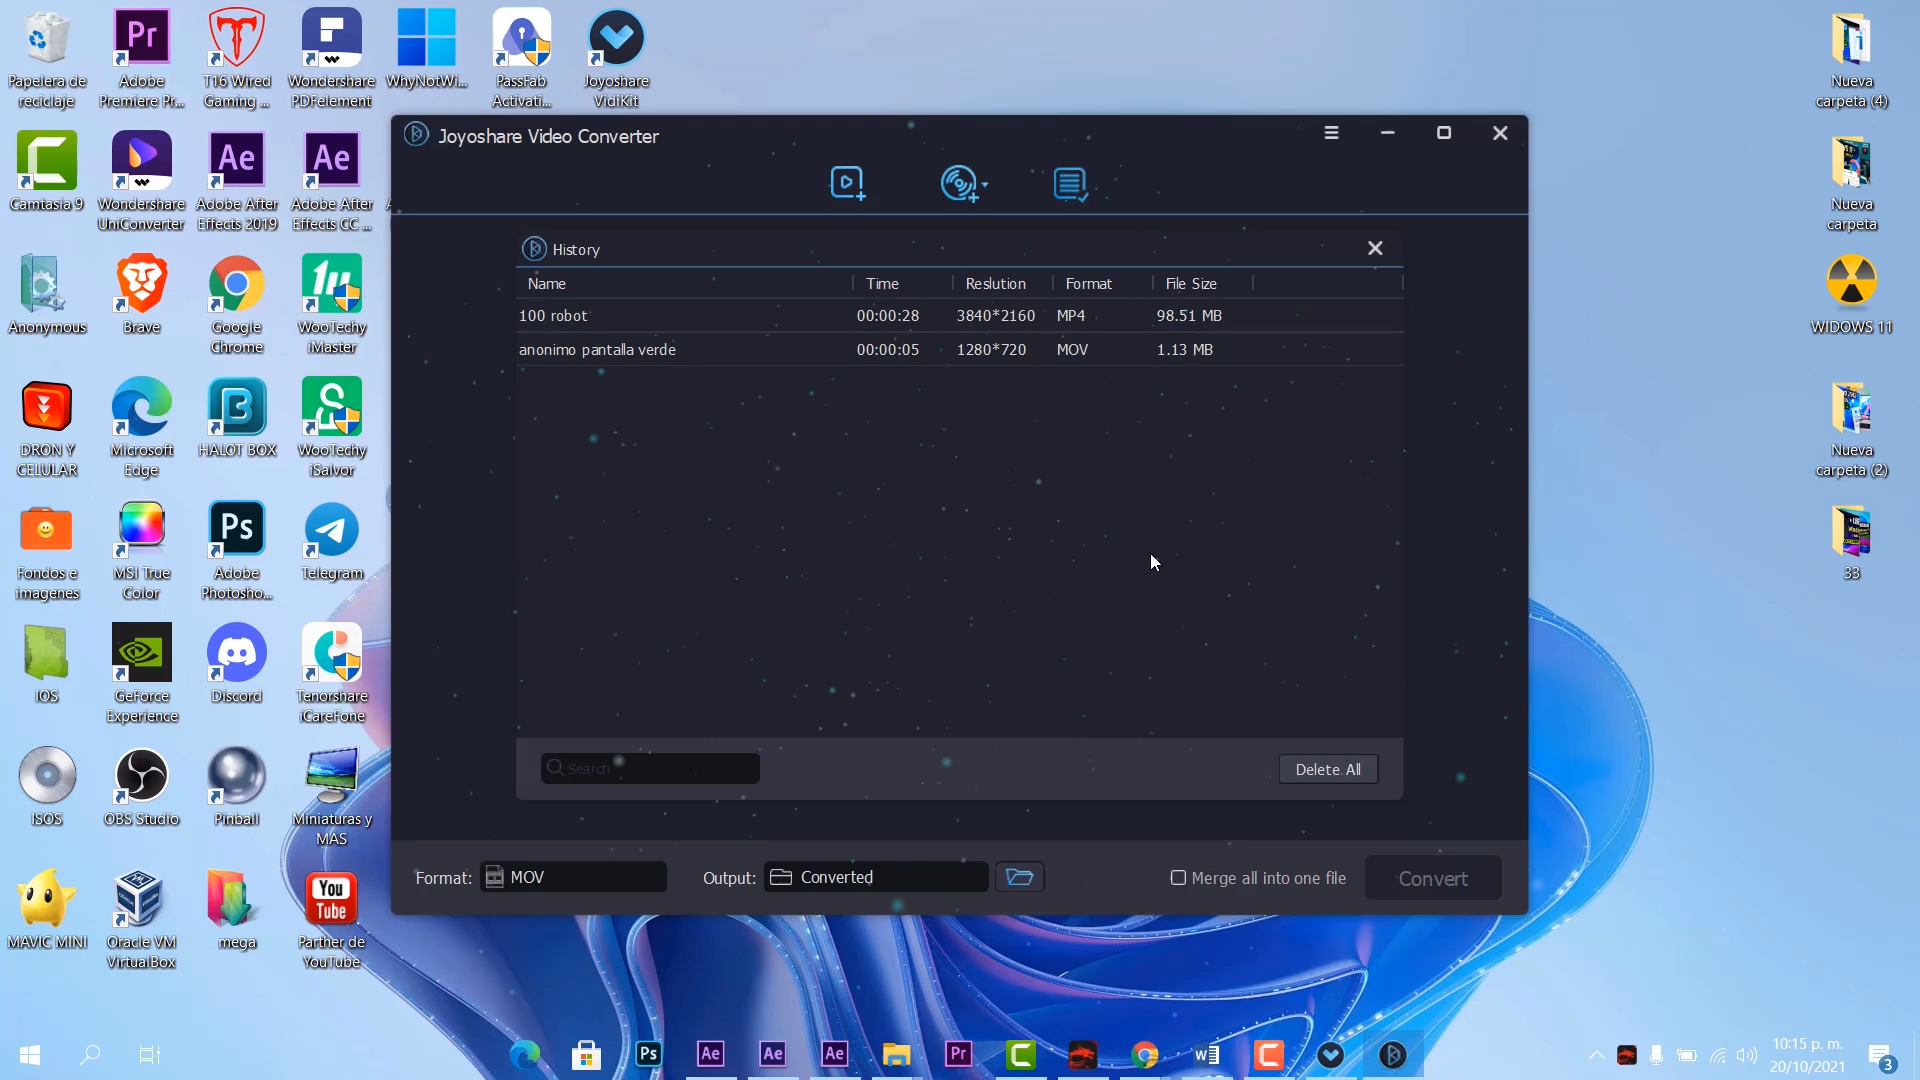 Papelera de
reciclaje
Adobe
Premiere Pr...
T16 Wired
Gaming ...
Wondershare
PDFelement
WhyNotWi...
PassFab
Activati...
Joyoshare
VidiKit
Nueva
carpeta (4)
Joyoshare Video Converter
Camtasia 9
Wondershare
UniConverter
Adobe After
Effects 2019
Adobe After
Effects CC ...
Nueva
carpeta
History
Name
Time
Reslution
Format
File Size
100 robot
00:00:28
3840*2160
MP4
98.51 MB
anonimo pantalla verde
00:00:05
1280*720
MOV
1.13 MB
Anonymous
Brave
Google
Chrome
WooTechy
iMaster
WIDOWS 11
DRON Y
CELULAR
Microsoft
Edge
HALOT BOX
WooTechy
iSalvor
Nueva
carpeta (2)
Fondos e
imagenes
MSI True
Color
Adobe
Photosho...
Telegram
33
IOS
GeForce
Experience
Discord
Tenorshare
iCareFone
Search
Delete All
ISOS
OBS Studio
Pinball
Miniaturas y
MAS
Format:
MOV
Output:
Converted
Merge all into one file
Convert
MAVIC MINI
Oracle VM
VirtualBox
mega
You
Tube
Parther de
YouTube
10:15 p. m.
20/10/2021
3